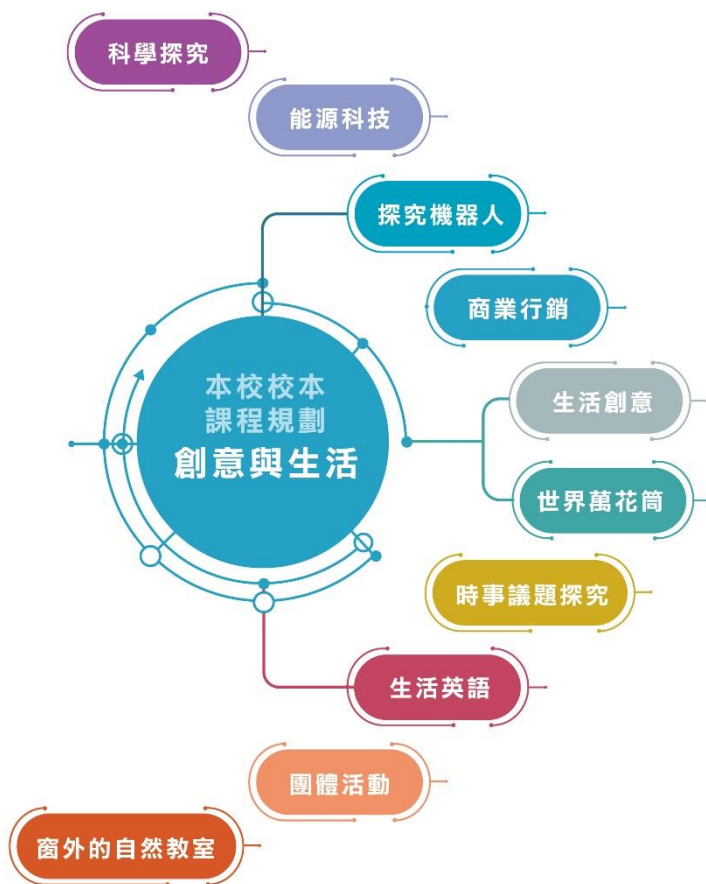 科學探究
能源科技
探究機器人
商業行銷
本校校本
課程規劃
創意與生活
生活創意
世界萬花筒
時事議題探究
生活英語
團體活動
窗外的自然教室